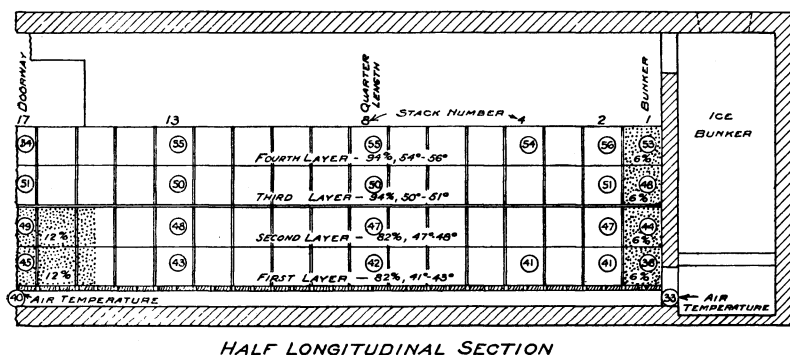 DOORWAY
QUARTER
LENGTH
BUNKER
17 13 8 STACK NUMBER 4 2 1
ICE
BUNKER
54 55 55 54 56 53
FOURTH LAYER - 94%, 54°-56° 6%
51 50 50 51 48
THIRD LAYER - 94%, 50°-51° 6%
49 48 47 47 44
12% SECOND LAYER - 82%, 47°-48° 6%
45 43 42 41 41 38
12% FIRST LAYER - 82%, 41°-43° 6%
40 AIR TEMPERATURE 33 AIR
TEMPERATURE
HALF LONGITUDINAL SECTION